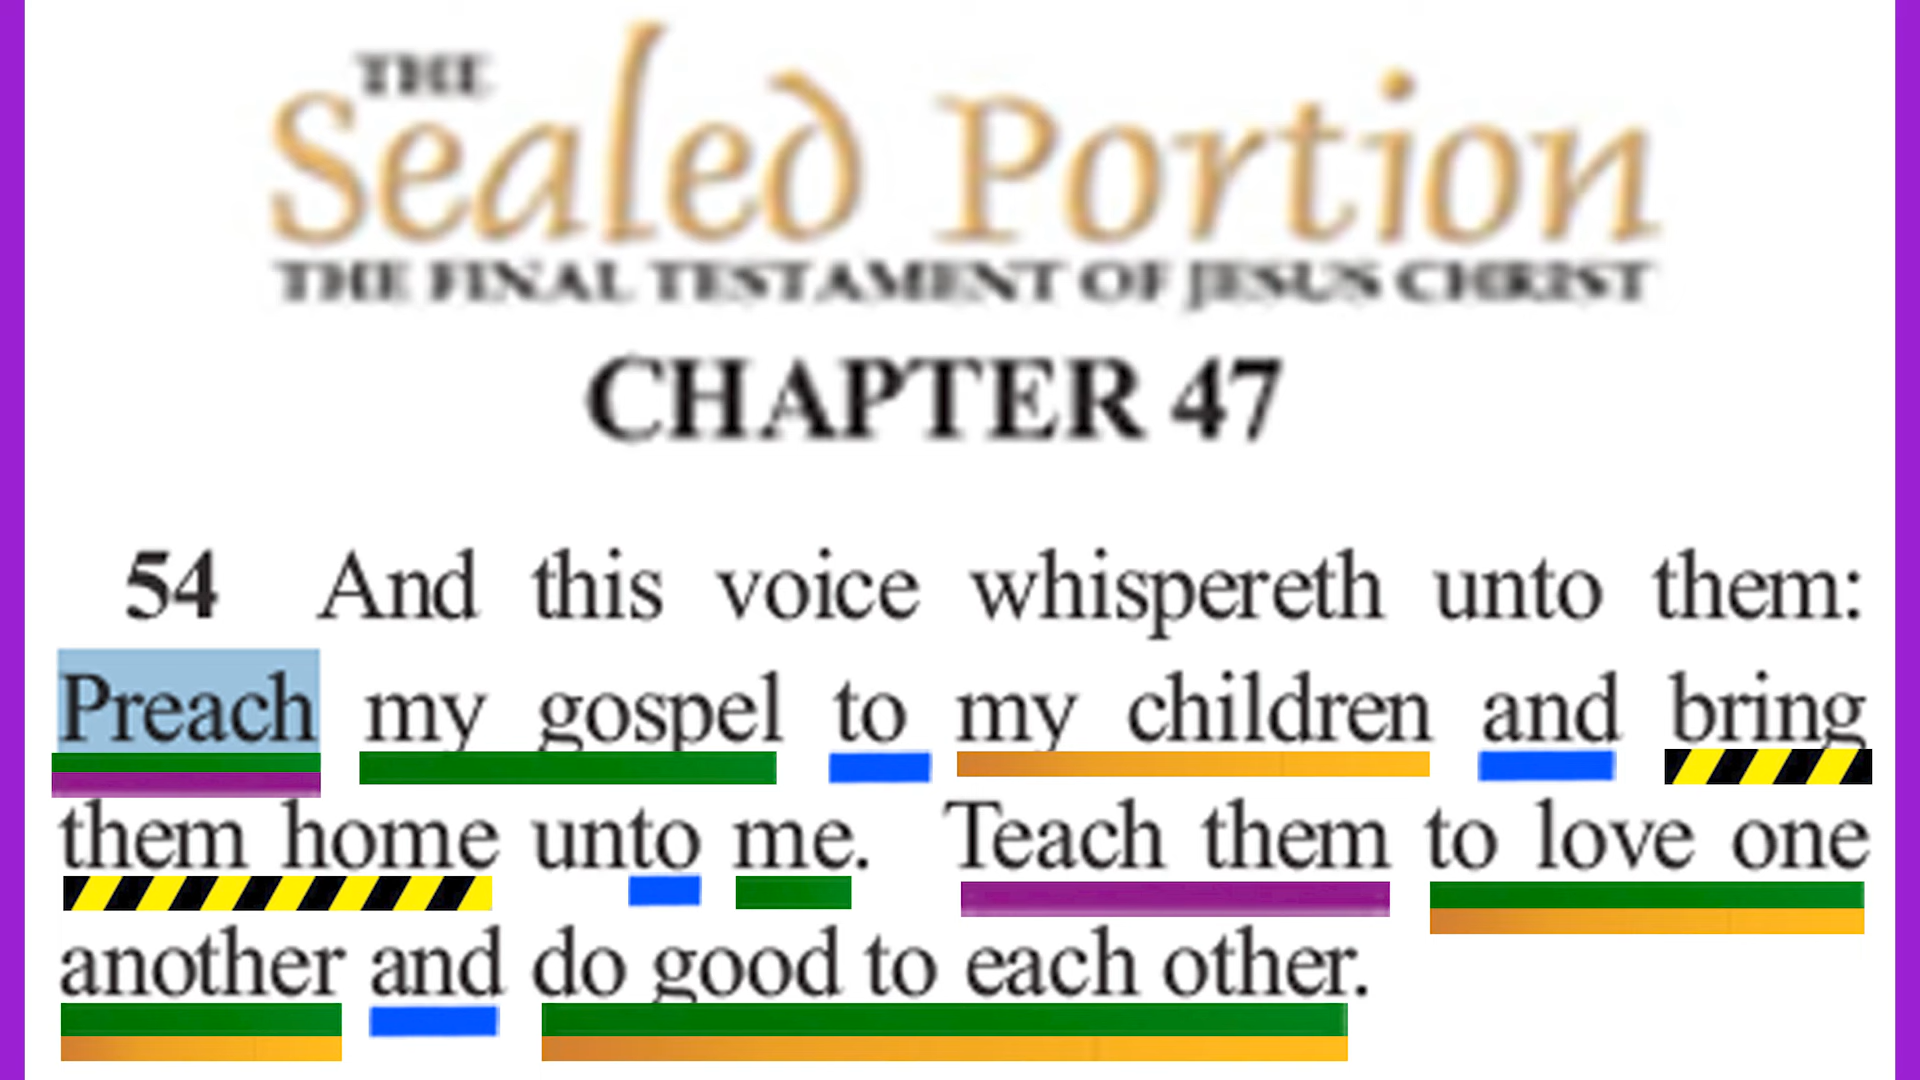 THE
Sealed Portion
THE FINAL TESTAMENT OF JESUS CHRIST
CHAPTER 47
54 And this voice whispereth unto them:
Preach my gospel to my children and bring
them home unto me. Teach them to love one
another and do good to each other.